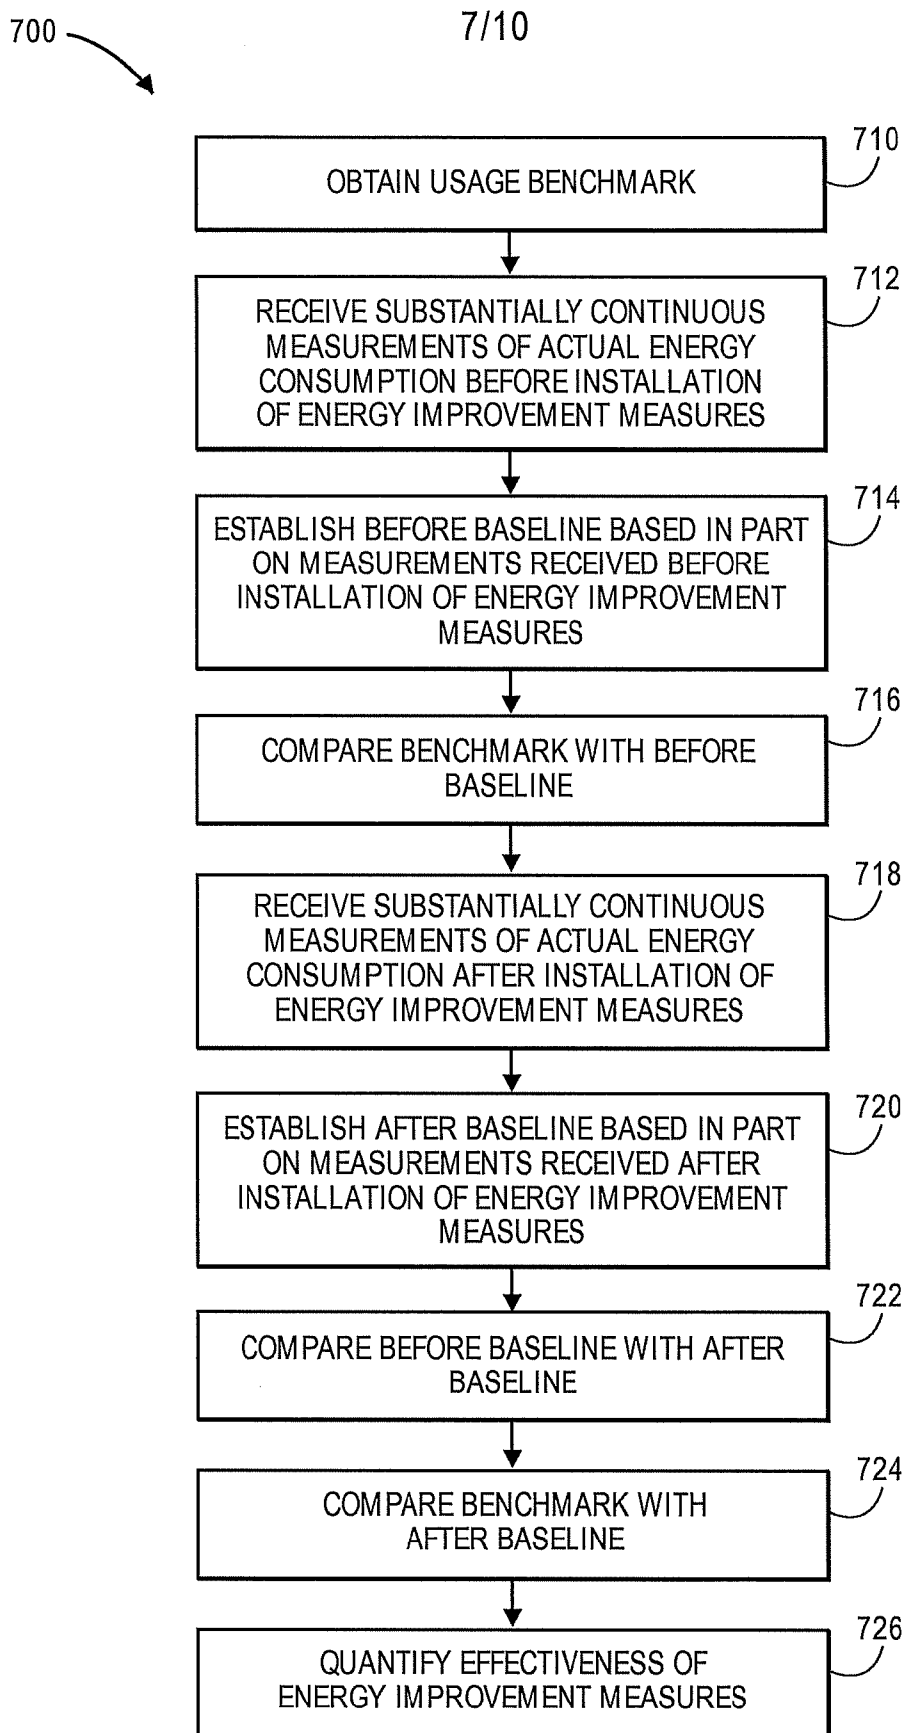 7/10
700
710
OBTAIN USAGE BENCHMARK
712
RECEIVE SUBSTANTIALLY CONTINUOUS
MEASUREMENTS OF ACTUAL ENERGY
CONSUMPTION BEFORE INSTALLATION
OF ENERGY IMPROVEMENT MEASURES
714
ESTABLISH BEFORE BASELINE BASED IN PART
ON MEASUREMENTS RECEIVED BEFORE
INSTALLATION OF ENERGY IMPROVEMENT
MEASURES
716
COMPARE BENCHMARK WITH BEFORE
BASELINE
718
RECEIVE SUBSTANTIALLY CONTINUOUS
MEASUREMENTS OF ACTUAL ENERGY
CONSUMPTION AFTER INSTALLATION OF
ENERGY IMPROVEMENT MEASURES
720
ESTABLISH AFTER BASELINE BASED IN PART
ON MEASUREMENTS RECEIVED AFTER
INSTALLATION OF ENERGY IMPROVEMENT
MEASURES
722
COMPARE BEFORE BASELINE WITH AFTER
BASELINE
724
COMPARE BENCHMARK WITH
AFTER BASELINE
726
QUANTIFY EFFECTIVENESS OF
ENERGY IMPROVEMENT MEASURES